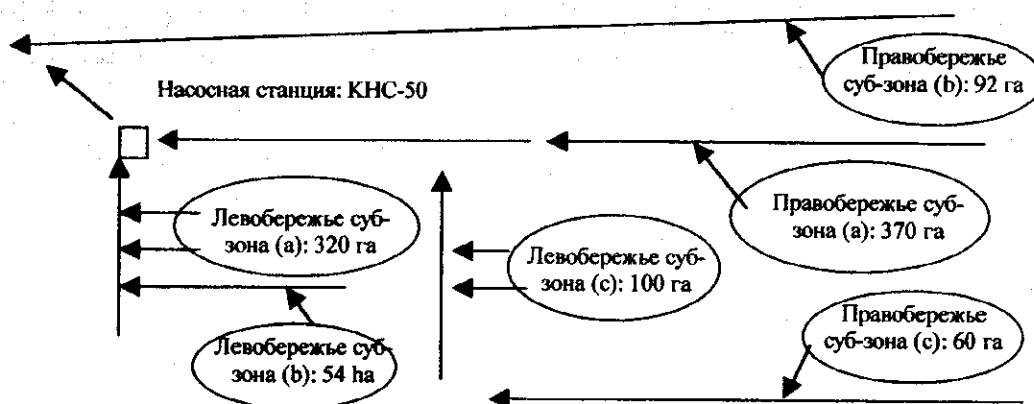 Правобережье
суб-зона (b): 92 га
Насосная станция: КНС-50
Левобережье суб-
зона (а): 320 га
Правобережье суб-
зона (а): 370 га
Левобережье суб-
зона (с): 100 га
Правобережье
суб-зона (с): 60 га
Левобережье суб-
зона (b): 54 ha